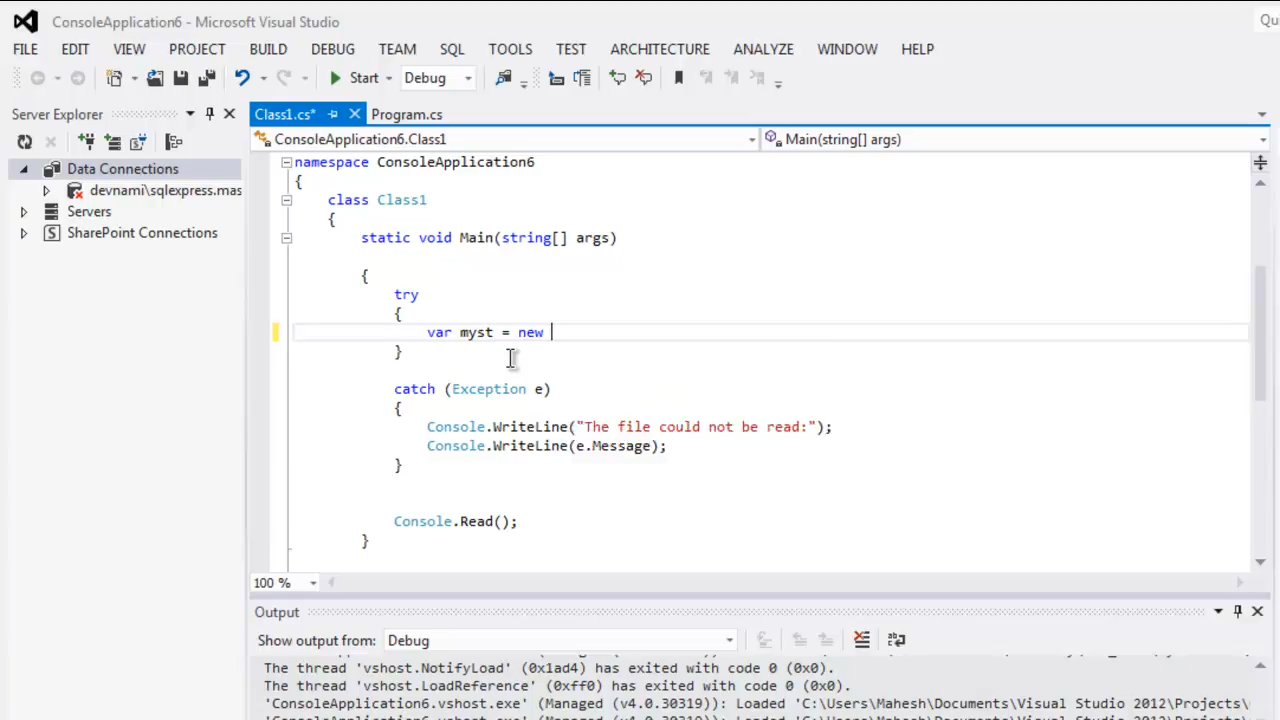 ConsoleApplication6 - Microsoft Visual Studio
Qui
FILE EDIT VIEW PROJECT BUILD DEBUG TEAM SQL TOOLS TEST ARCHITECTURE ANALYZE WINDOW HELP
Start Debug
Server Explorer
Class1.cs* Program.cs
ConsoleApplication6.Class1 Main(string[] args)
Data Connections
devnami\sqlexpress.mas
Servers
SharePoint Connections
namespace ConsoleApplication6
{
class Class1
{
static void Main(string[] args)
{
try
{
var myst = new
}
catch (Exception e)
{
Console.WriteLine("The file could not be read:");
Console.WriteLine(e.Message);
}
Console.Read();
}
100 %
Output
Show output from: Debug
The thread 'vshost.NotifyLoad' (0x1ad4) has exited with code 0 (0x0).
The thread 'vshost.LoadReference' (0xff0) has exited with code 0 (0x0).
'ConsoleApplication6.vshost.exe' (Managed (v4.0.30319)): Loaded 'C:\Users\Mahesh\Documents\Visual Studio 2012\Projects\